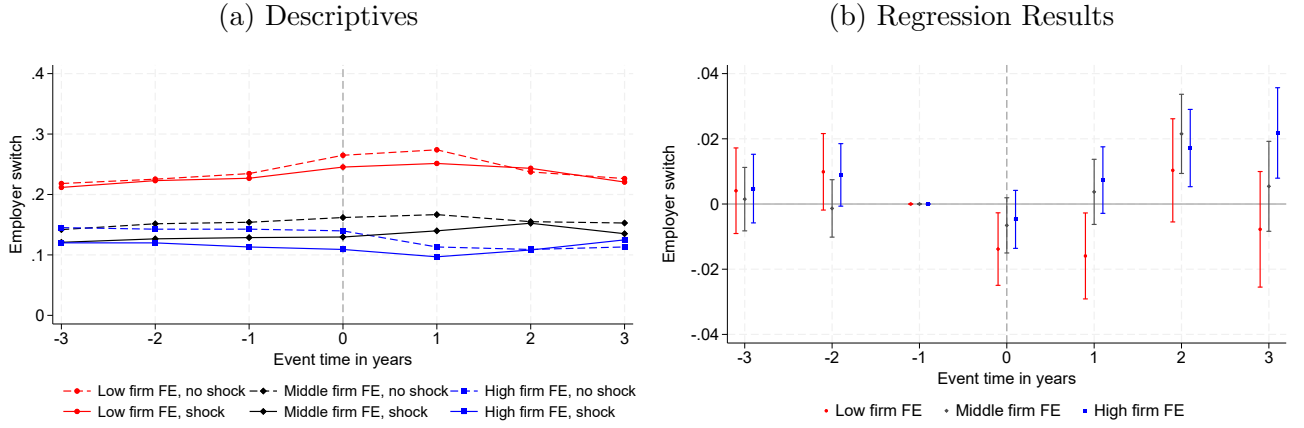 (a) Descriptives
.4
.3
.2
.1
0
Employer switch
-3 -2 -1 0 1 2 3
Event time in years
Low firm FE, no shock Middle firm FE, no shock High firm FE, no shock
Low firm FE, shock Middle firm FE, shock High firm FE, shock
(b) Regression Results
.04
.02
0
-.02
-.04
Employer switch
-3 -2 -1 0 1 2 3
Event time in years
Low firm FE Middle firm FE High firm FE